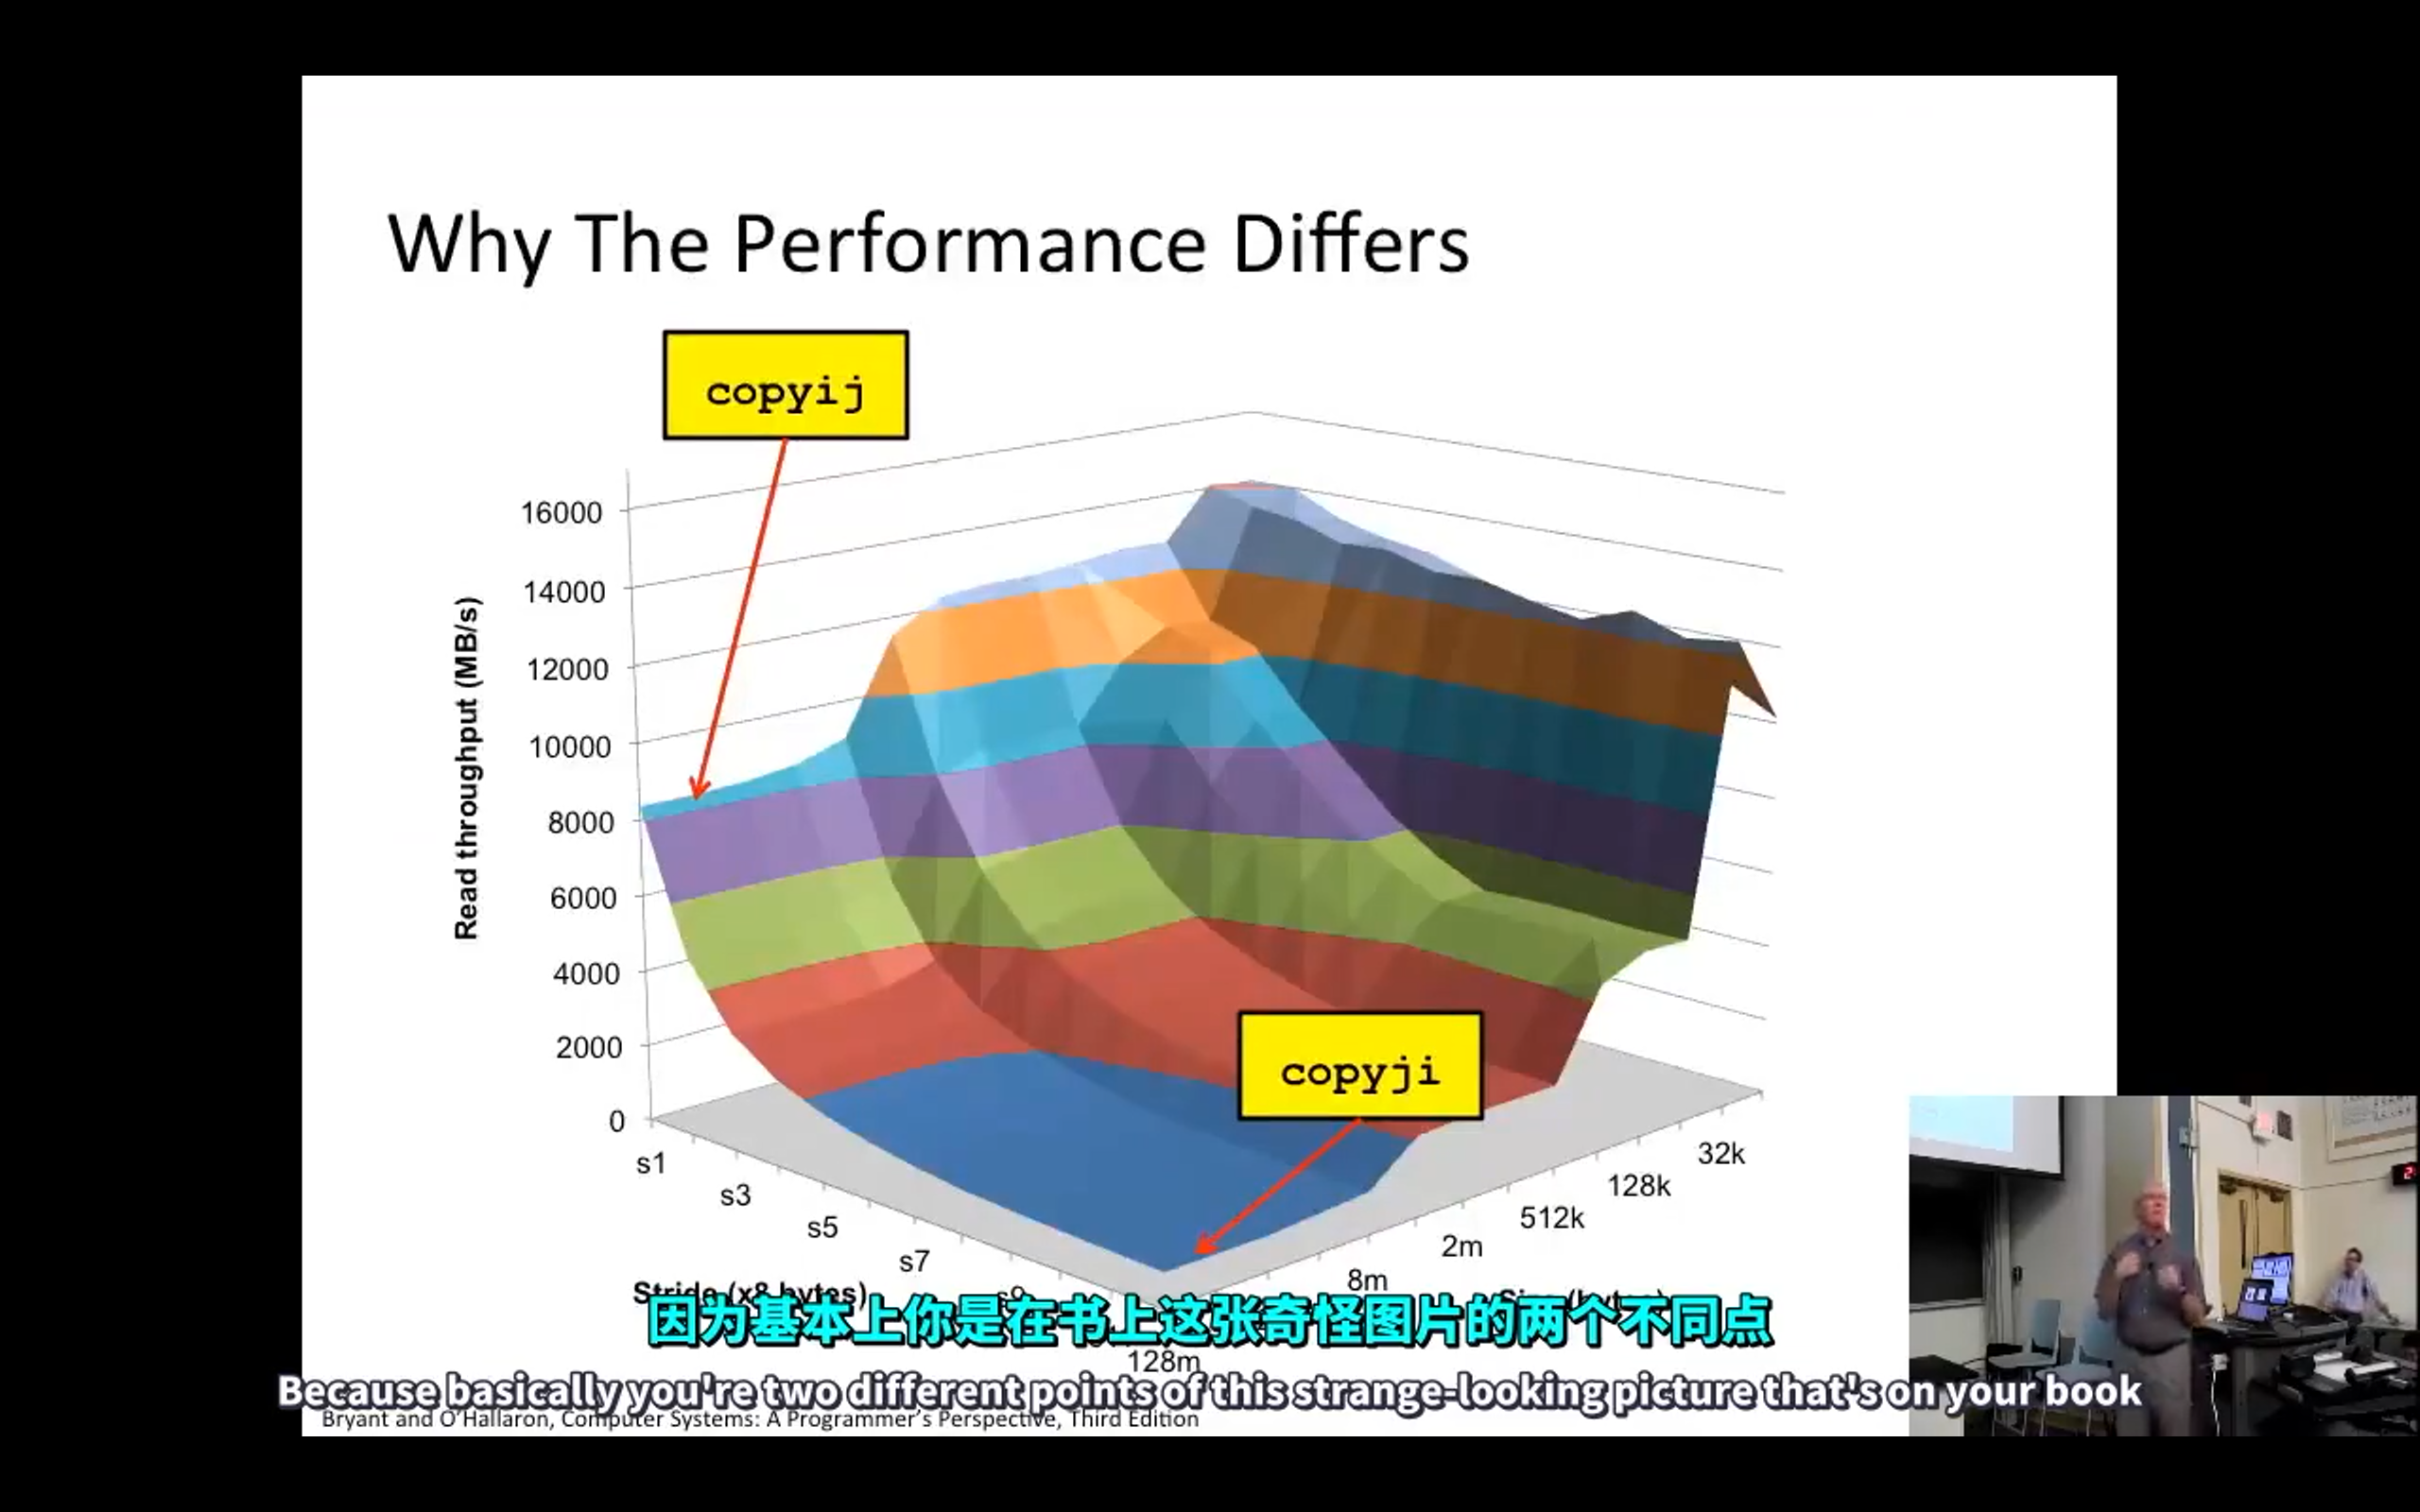 Why The Performance Differs
copyij
16000
14000
12000
10000
8000
6000
4000
2000
0
Read throughput (MB/s)
copyji
s1
s3
s5
s7
s9
Stride (x8 bytes)
32k
128k
512k
2m
8m
128m
Size (bytes)
因为基本上你是在书上这张奇怪图片的两个不同点
Because basically you're two different points of this strange-looking picture that's on your book
Bryant and O'Hallaron, Computer Systems: A Programmer's Perspective, Third Edition
2